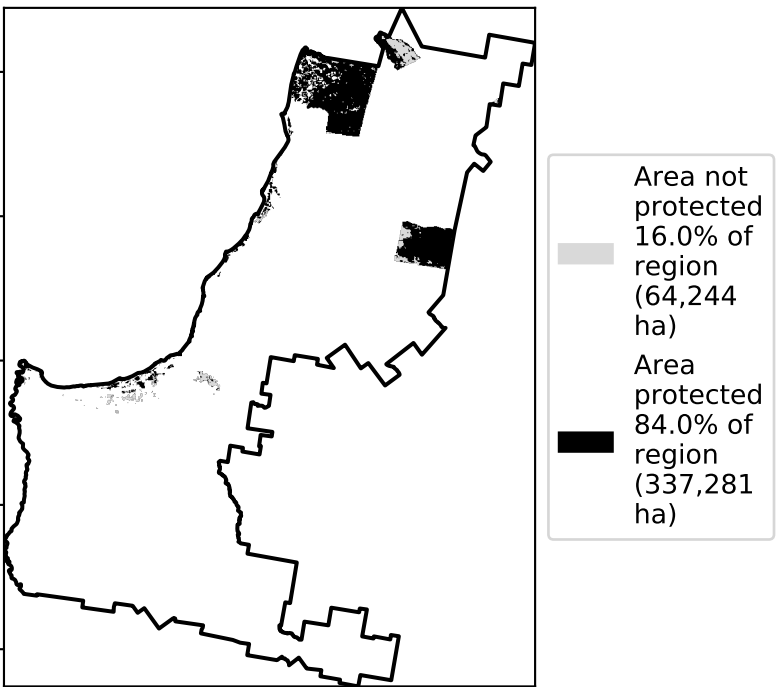 Area not
protected
16.0% of
region
(64,244
ha)
Area
protected
84.0% of
region
(337,281
ha)